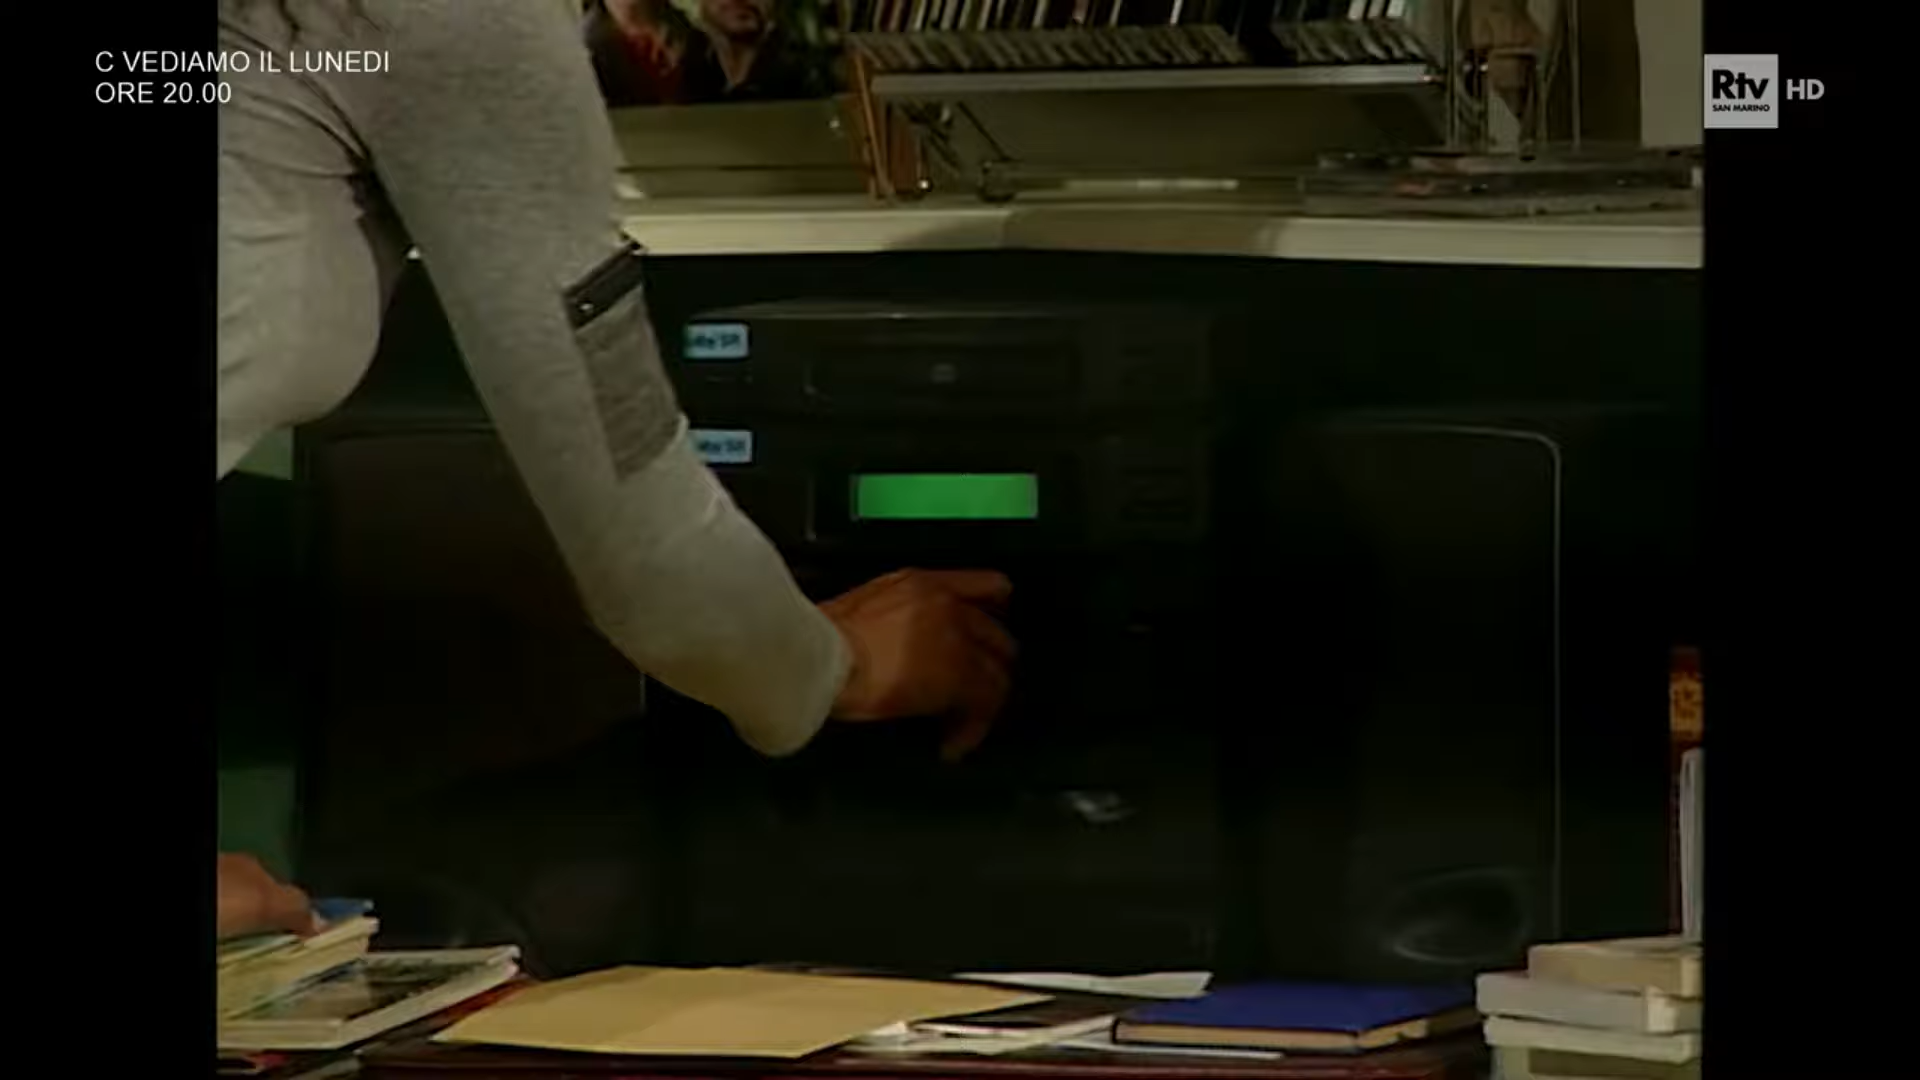 C VEDIAMO IL LUNEDI
ORE 20.00
Rtv HD
SAN MARINO